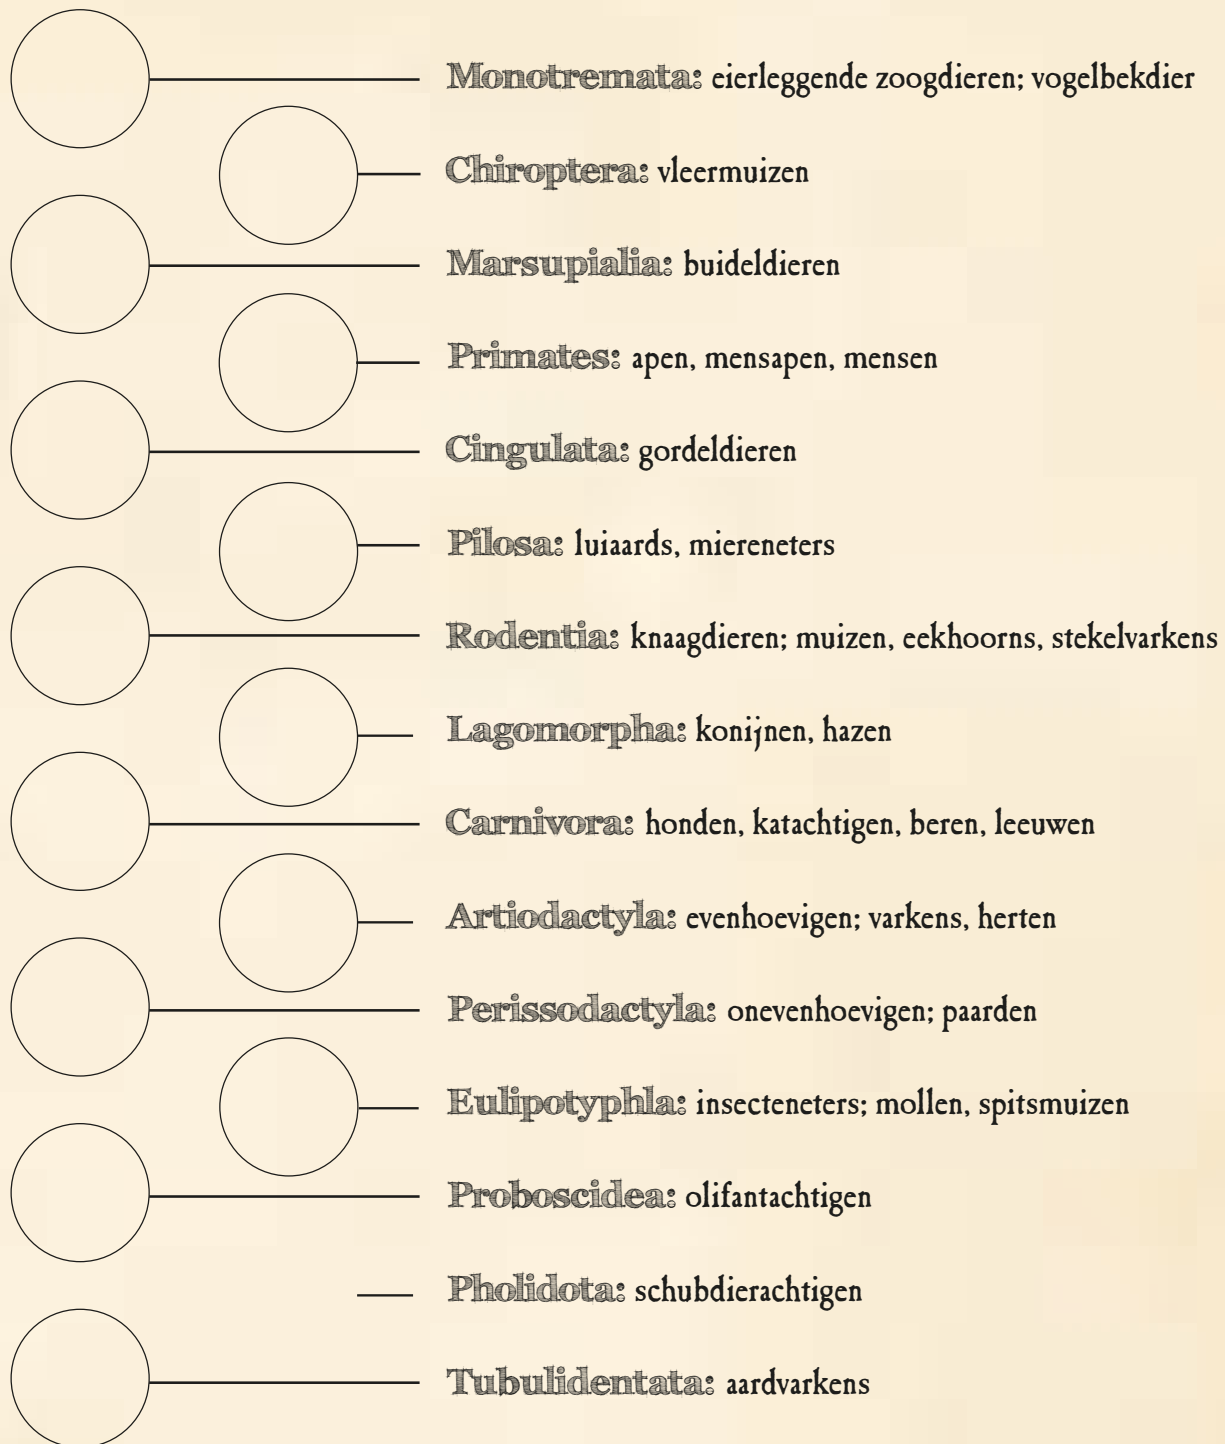 Monotremata: eierleggende zoogdieren; vogelbekdier
Chiroptera: vleermuizen
Marsupialia: buideldieren
Primates: apen, mensapen, mensen
Cingulata: gordeldieren
Pilosa: luiaards, miereneters
Rodentia: knaagdieren; muizen, eekhoorns, stekelvarkens
Lagomorpha: konijnen, hazen
Carnivora: honden, katachtigen, beren, leeuwen
Artiodactyla: evenhoevigen; varkens, herten
Perissodactyla: onevenhoevigen; paarden
Eulipotyphla: insecteneters; mollen, spitsmuizen
Proboscidea: olifantachtigen
Pholidota: schubdierachtigen
Tubulidentata: aardvarkens